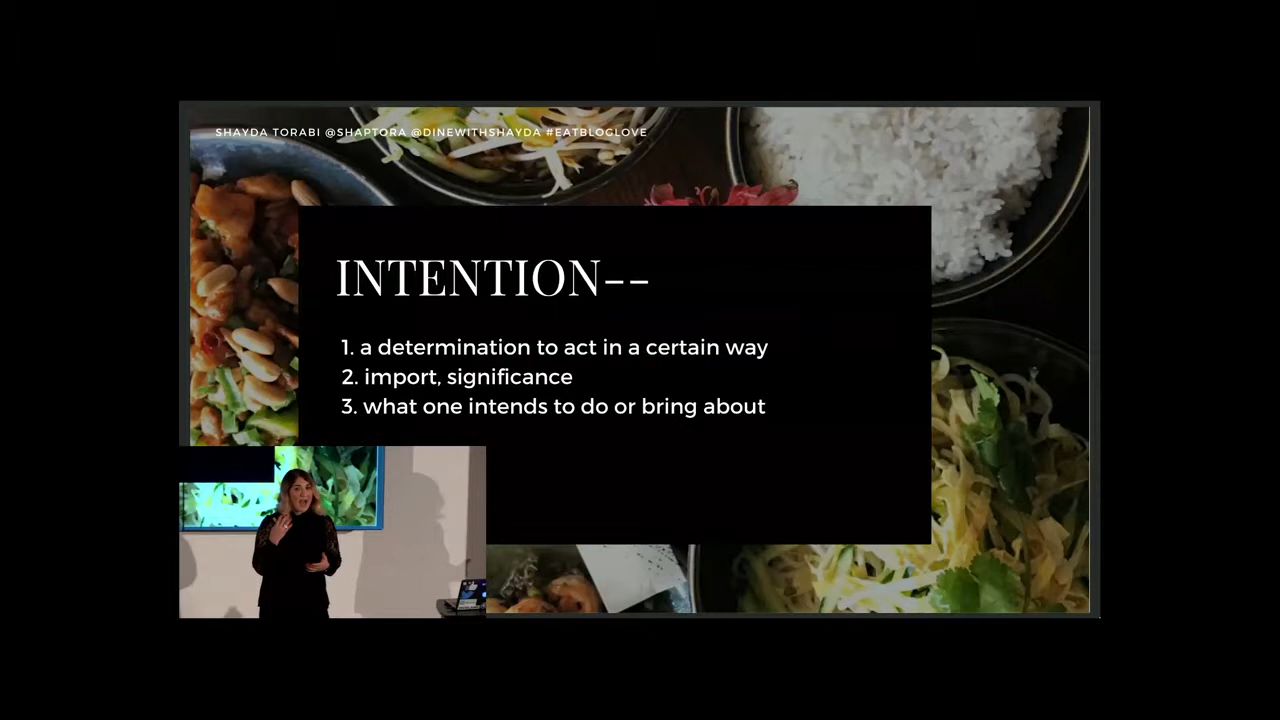 SHAYDA TORABI @SHAPTORA @DINEWITHSHAYDA #EATBLOGLOVE
INTENTION--
1. a determination to act in a certain way
2. import, significance
3. what one intends to do or bring about